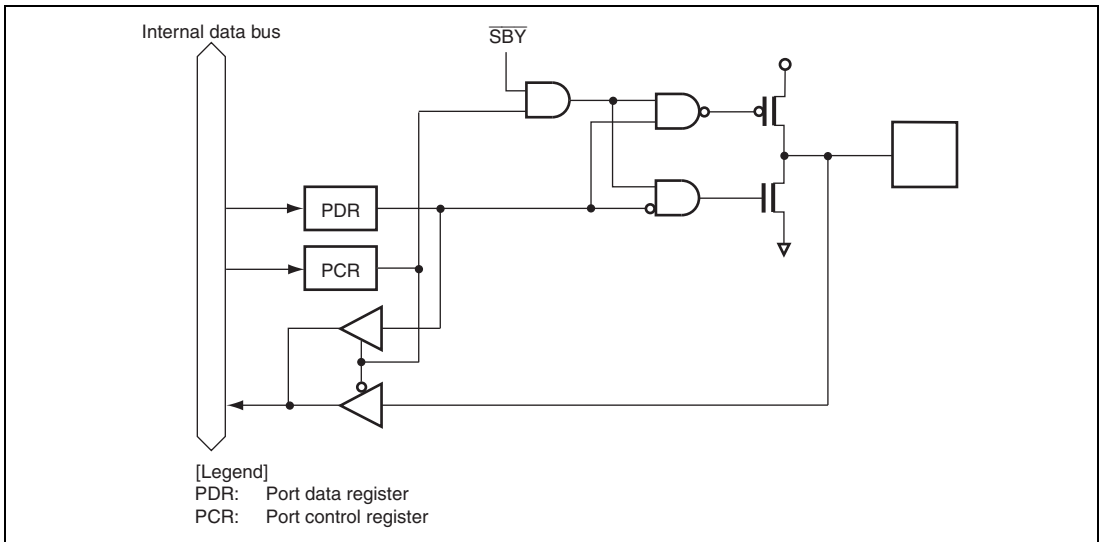 Internal data bus
SBY
PDR
PCR
[Legend]
PDR: Port data register
PCR: Port control register